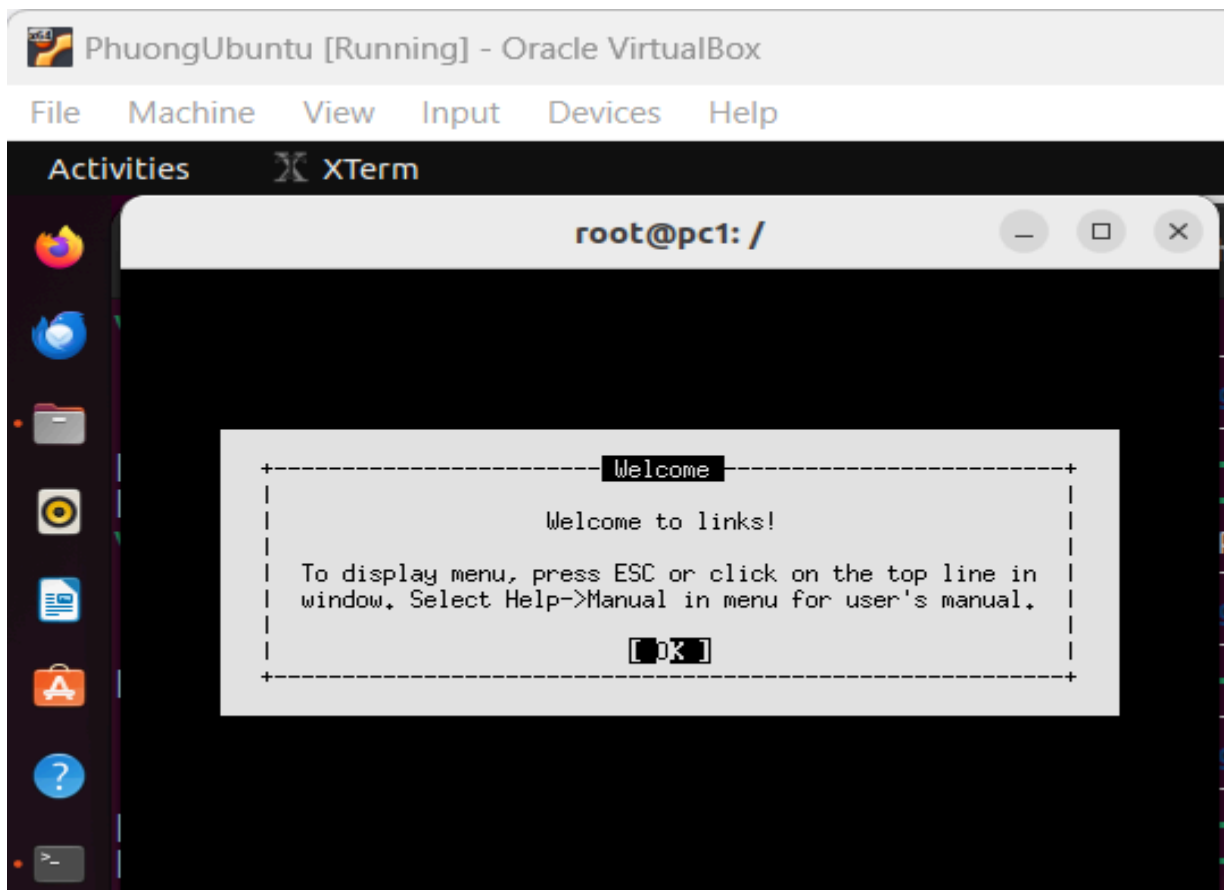 PhuongUbuntu [Running] - Oracle VirtualBox
File Machine View Input Devices Help
Activities XTerm
root@pc1: /
Welcome
Welcome to links!
To display menu, press ESC or click on the top line in
window. Select Help->Manual in menu for user's manual.
[ OK ]